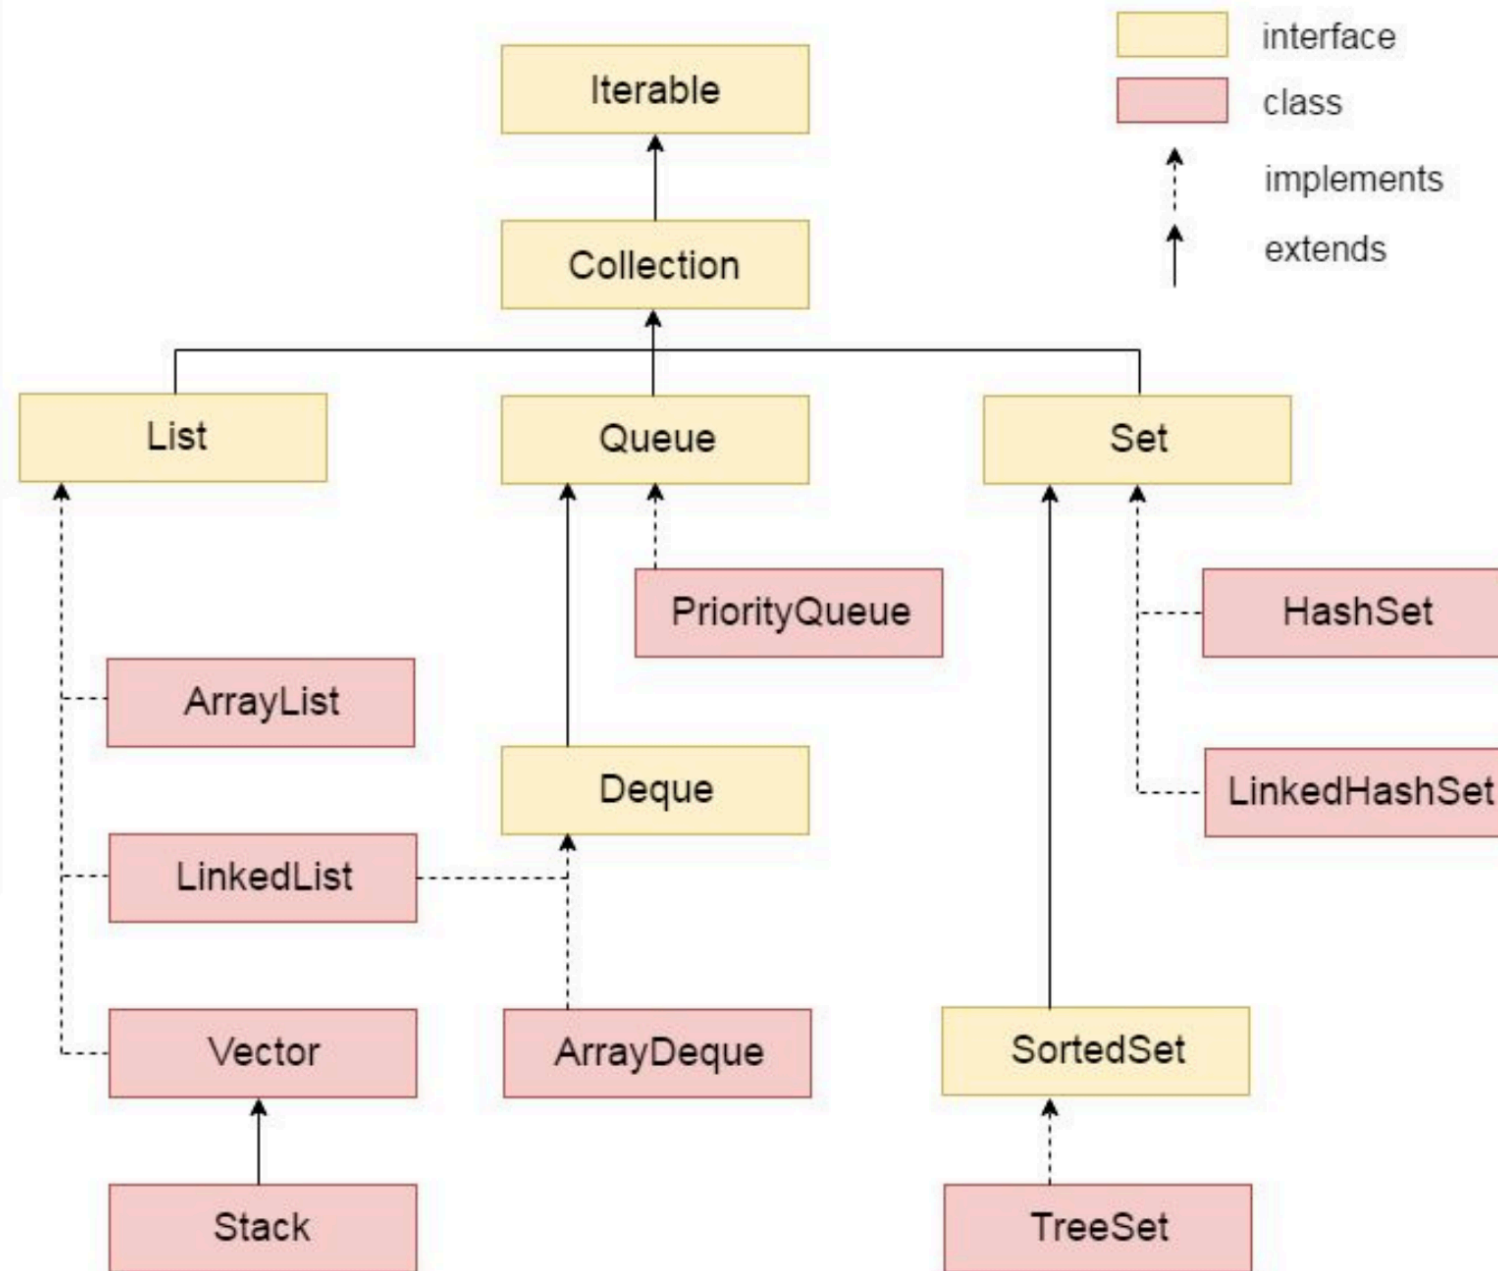 interface
Iterable
class
implements
extends
Collection
List
Queue
Set
PriorityQueue
HashSet
ArrayList
Deque
LinkedHashSet
LinkedList
Vector
ArrayDeque
SortedSet
Stack
TreeSet